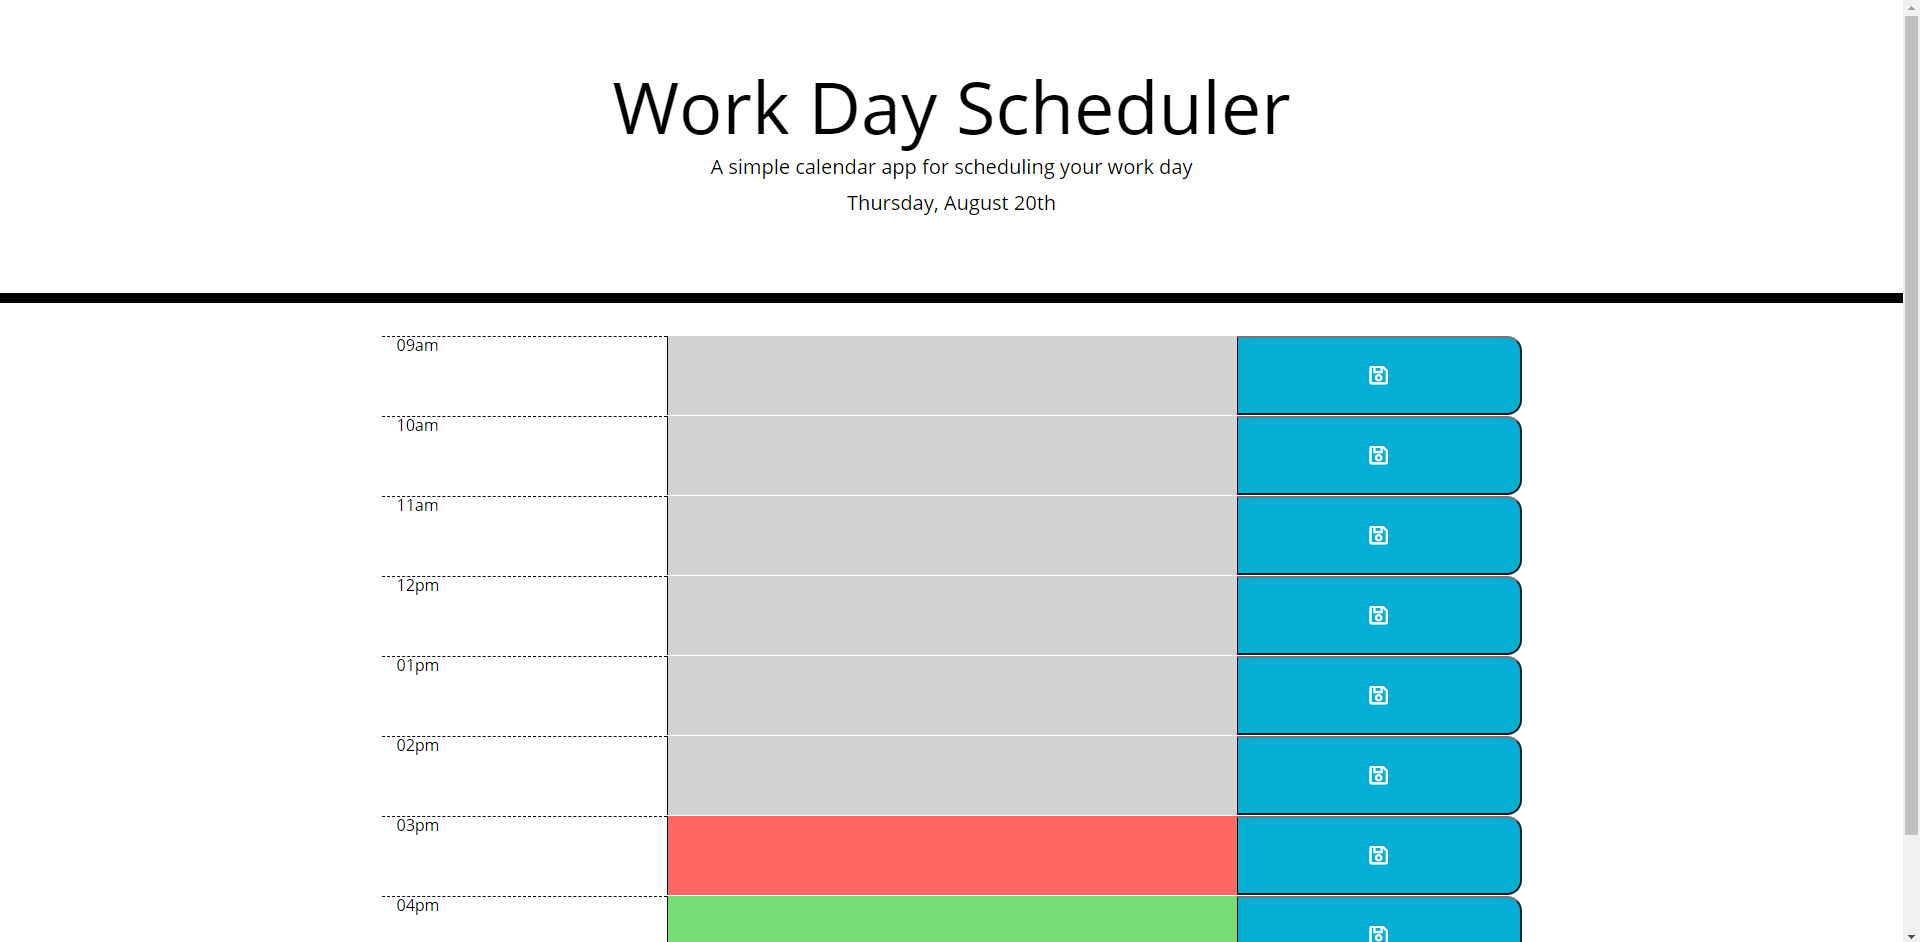 Work Day Scheduler
A simple calendar app for scheduling your work day
Thursday, August 20th
09am
10am
11am
12pm
01pm
02pm
03pm
04pm